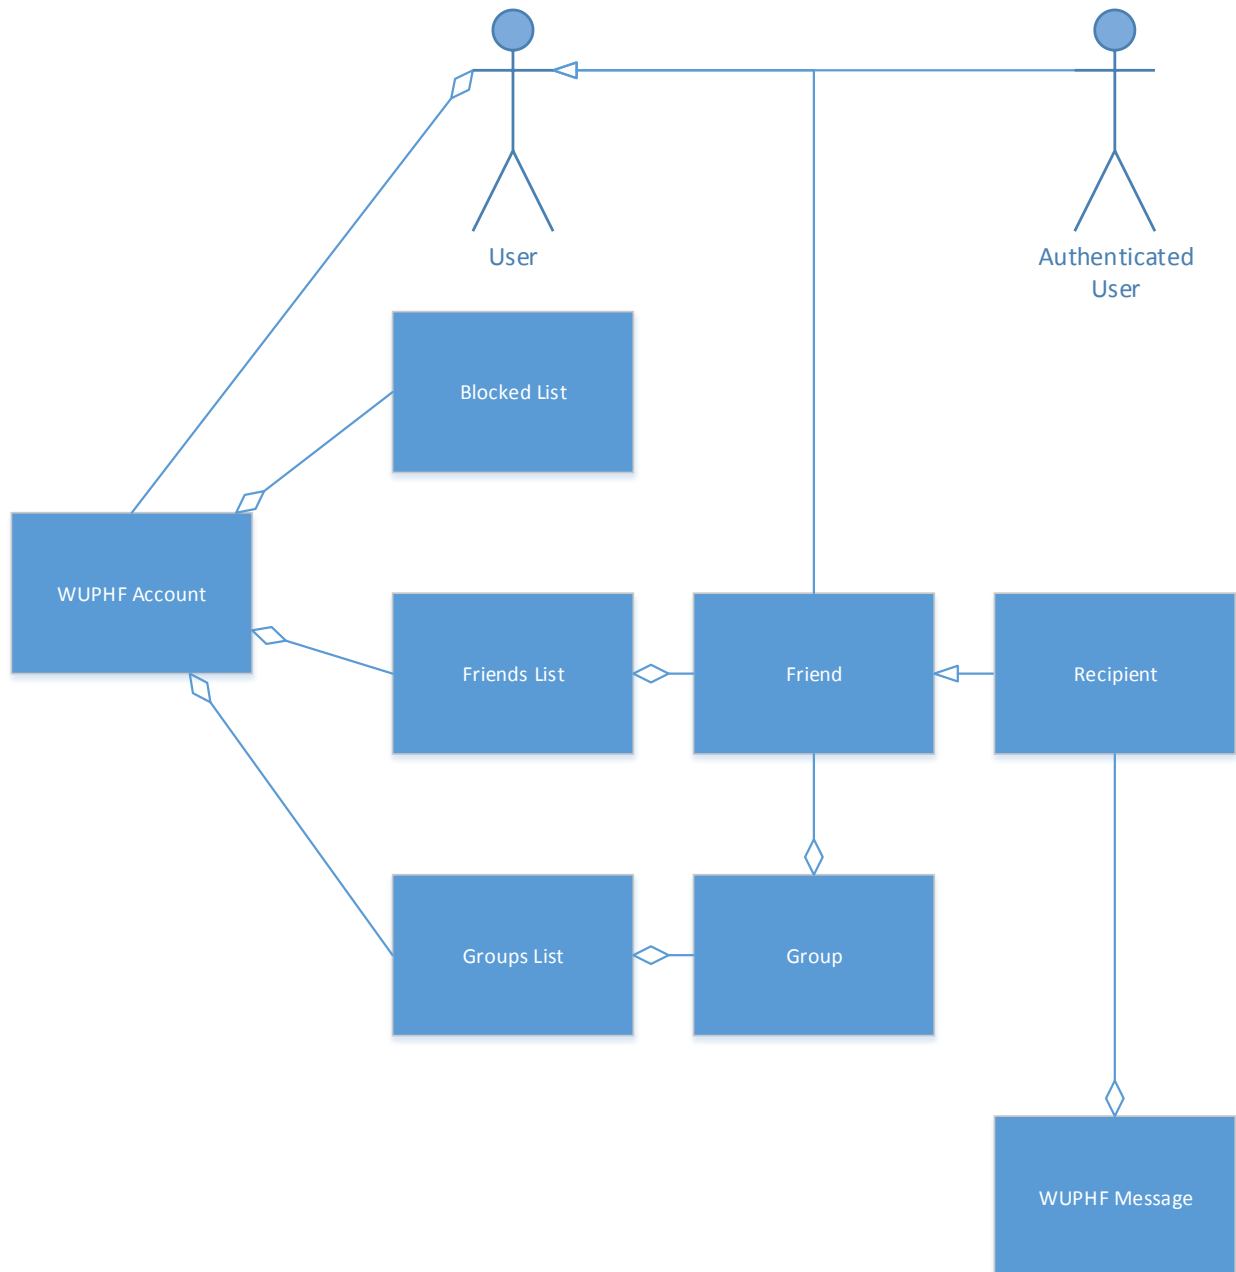 User
Authenticated
User
Blocked List
WUPHF Account
Friends List
Friend
Recipient
Groups List
Group
WUPHF Message